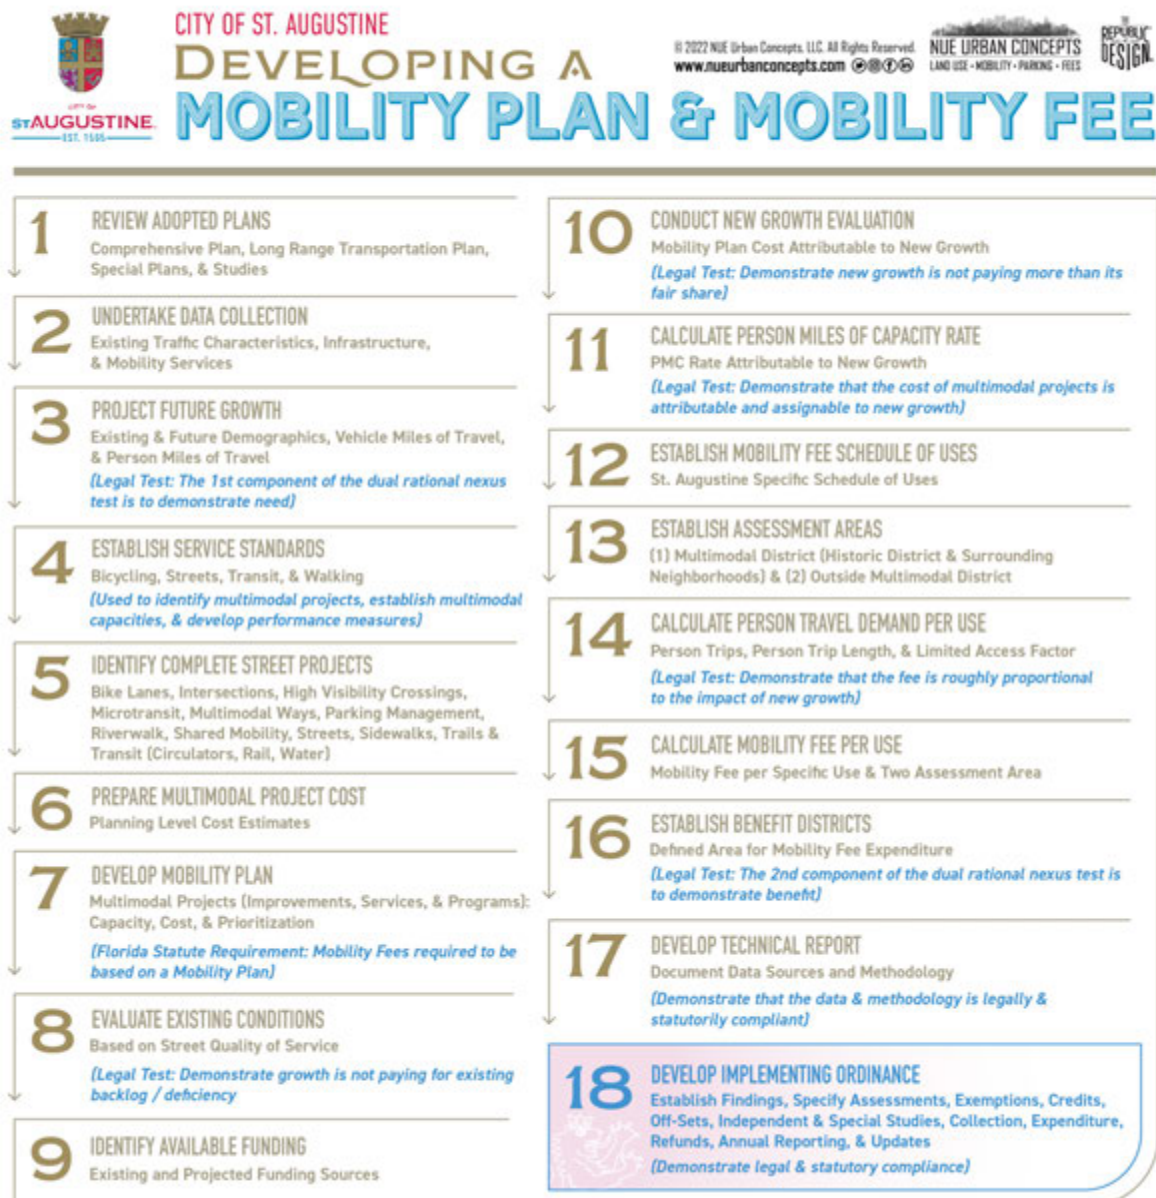 CITY OF
STAUGUSTINE.
EST. 1565
CITY OF ST. AUGUSTINE
DEVELOPING A
MOBILITY PLAN & MOBILITY FEE
© 2022 NUE Urban Concepts, LLC. All Rights Reserved.
www.nueurbanconcepts.com
NUE URBAN CONCEPTS
LAND USE • MOBILITY • PARKING • FEES
REPUBLIC
DESIGN.
1
REVIEW ADOPTED PLANS
Comprehensive Plan, Long Range Transportation Plan,
Special Plans, & Studies
2
UNDERTAKE DATA COLLECTION
Existing Traffic Characteristics, Infrastructure,
& Mobility Services
3
PROJECT FUTURE GROWTH
Existing & Future Demographics, Vehicle Miles of Travel,
& Person Miles of Travel
(Legal Test: The 1st component of the dual rational nexus
test is to demonstrate need)
4
ESTABLISH SERVICE STANDARDS
Bicycling, Streets, Transit, & Walking
(Used to identify multimodal projects, establish multimodal
capacities, & develop performance measures)
5
IDENTIFY COMPLETE STREET PROJECTS
Bike Lanes, Intersections, High Visibility Crossings,
Microtransit, Multimodal Ways, Parking Management,
Riverwalk, Shared Mobility, Streets, Sidewalks, Trails &
Transit (Circulators, Rail, Water)
6
PREPARE MULTIMODAL PROJECT COST
Planning Level Cost Estimates
7
DEVELOP MOBILITY PLAN
Multimodal Projects (Improvements, Services, & Programs):
Capacity, Cost, & Prioritization
(Florida Statute Requirement: Mobility Fees required to be
based on a Mobility Plan)
8
EVALUATE EXISTING CONDITIONS
Based on Street Quality of Service
(Legal Test: Demonstrate growth is not paying for existing
backlog / deficiency
9
IDENTIFY AVAILABLE FUNDING
Existing and Projected Funding Sources
10
CONDUCT NEW GROWTH EVALUATION
Mobility Plan Cost Attributable to New Growth
(Legal Test: Demonstrate new growth is not paying more than its
fair share)
11
CALCULATE PERSON MILES OF CAPACITY RATE
PMC Rate Attributable to New Growth
(Legal Test: Demonstrate that the cost of multimodal projects is
attributable and assignable to new growth)
12
ESTABLISH MOBILITY FEE SCHEDULE OF USES
St. Augustine Specific Schedule of Uses
13
ESTABLISH ASSESSMENT AREAS
(1) Multimodal District (Historic District & Surrounding
Neighborhoods) & (2) Outside Multimodal District
14
CALCULATE PERSON TRAVEL DEMAND PER USE
Person Trips, Person Trip Length, & Limited Access Factor
(Legal Test: Demonstrate that the fee is roughly proportional
to the impact of new growth)
15
CALCULATE MOBILITY FEE PER USE
Mobility Fee per Specific Use & Two Assessment Area
16
ESTABLISH BENEFIT DISTRICTS
Defined Area for Mobility Fee Expenditure
(Legal Test: The 2nd component of the dual rational nexus test is
to demonstrate benefit)
17
DEVELOP TECHNICAL REPORT
Document Data Sources and Methodology
(Demonstrate that the data & methodology is legally &
statutorily compliant)
18
DEVELOP IMPLEMENTING ORDINANCE
Establish Findings, Specify Assessments, Exemptions, Credits,
Off-Sets, Independent & Special Studies, Collection, Expenditure,
Refunds, Annual Reporting, & Updates
(Demonstrate legal & statutory compliance)